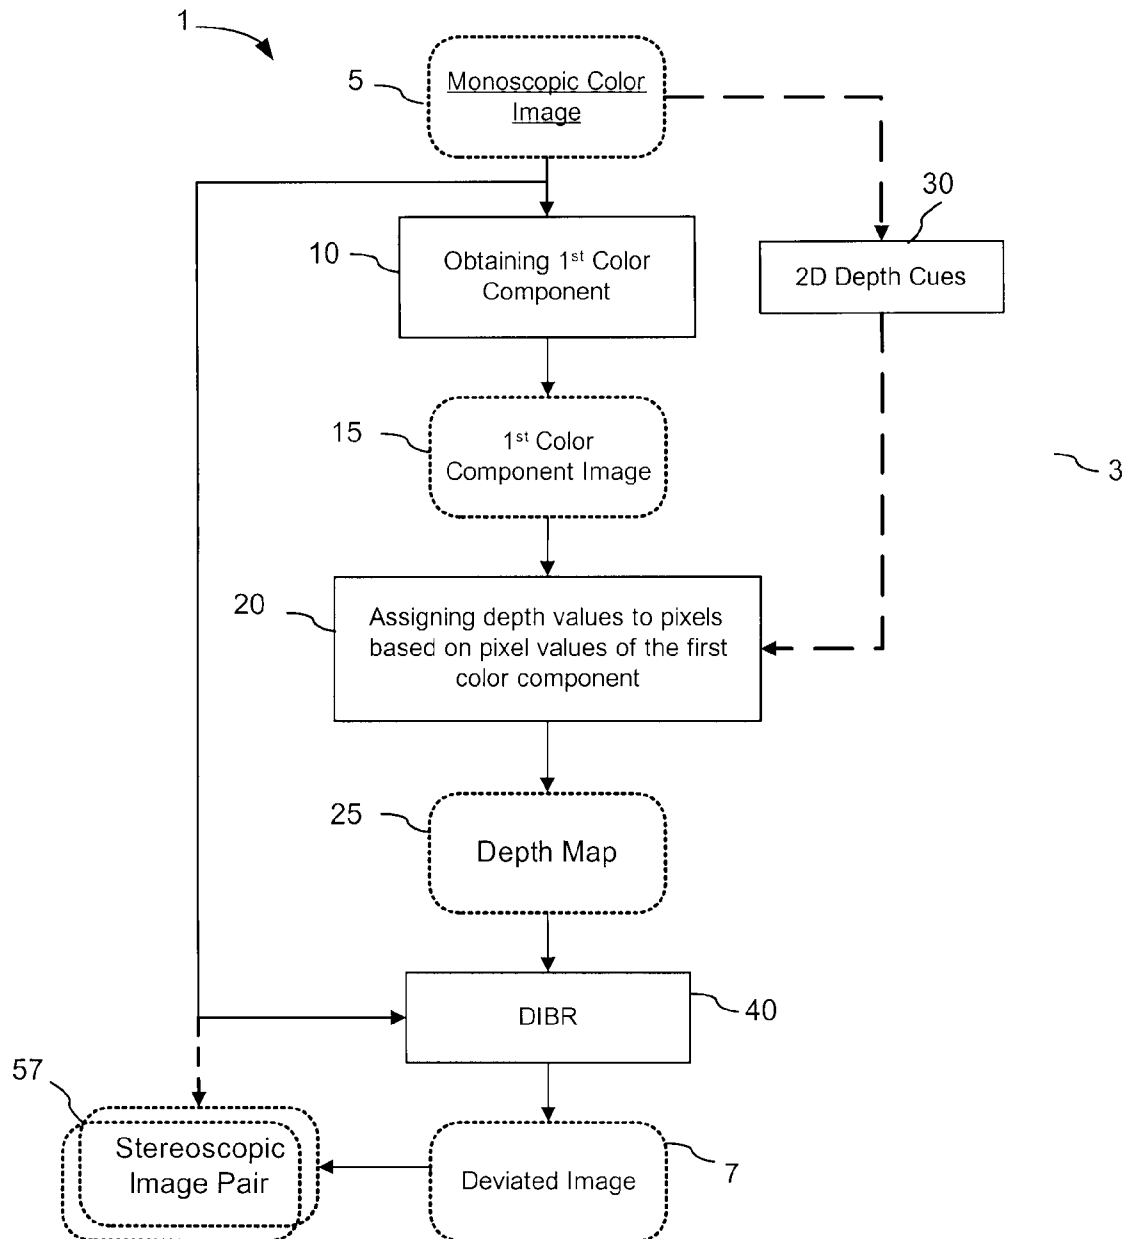 1
5
Monoscopic Color
Image
30
10
Obtaining 1st Color
Component
2D Depth Cues
15
1st Color
Component Image
3
20
Assigning depth values to pixels
based on pixel values of the first
color component
25
Depth Map
DIBR
40
57
Stereoscopic
Image Pair
Deviated Image
7